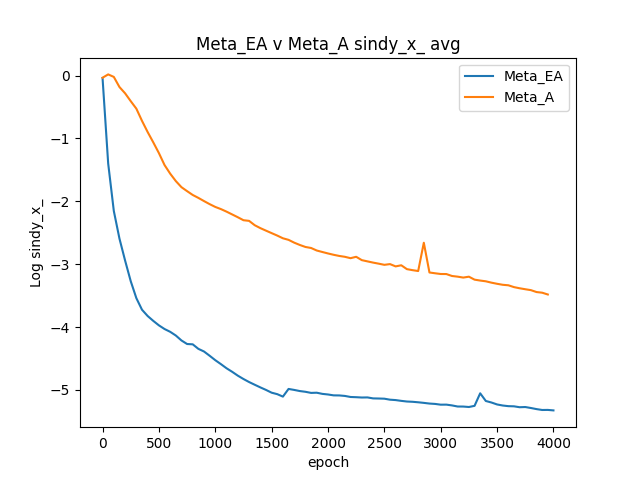 Meta_EA v Meta_A sindy_x_ avg
Meta_EA
Meta_A
Log sindy_x_
0
−1
−2
−3
−4
−5
0 500 1000 1500 2000 2500 3000 3500 4000
epoch